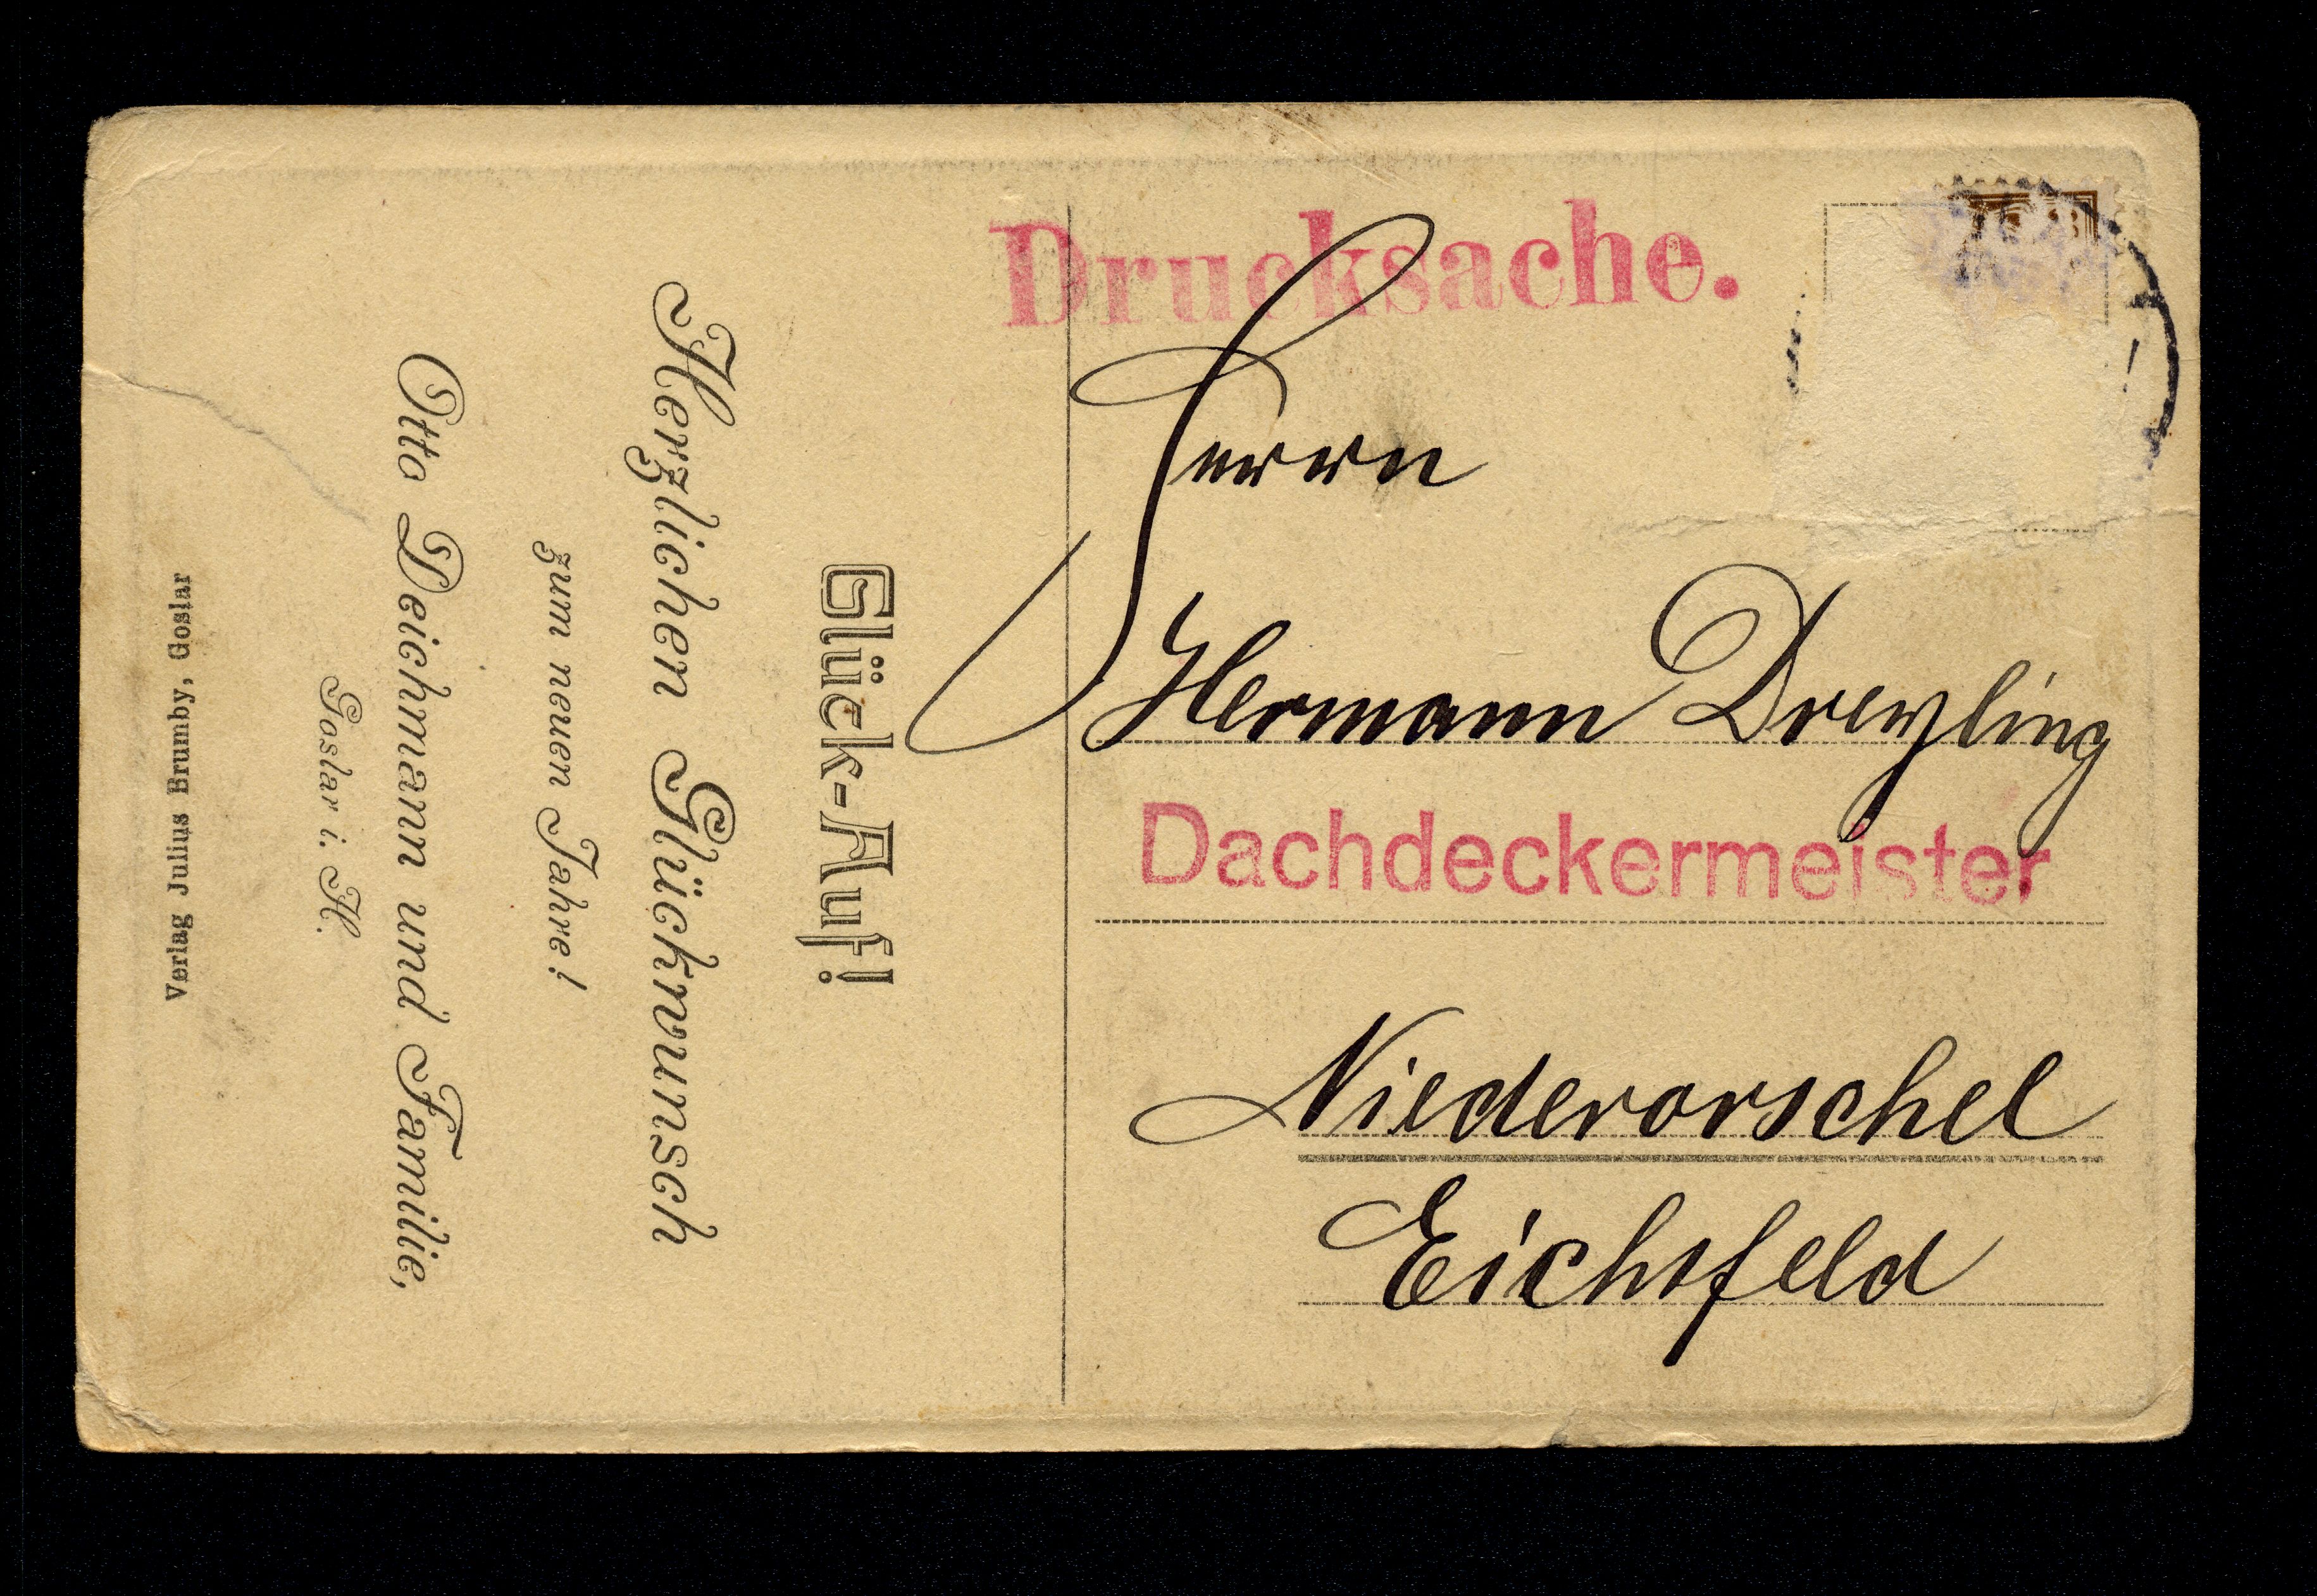 Drucksache.
Herrn
Hermann Dreyling
Dachdeckermeister
Niederorschel
Eichsfeld
Glück-Auf!
Herzlichen Glückwunsch
zum neuen Jahre!
Otto Deichmann und Familie,
Goslar i. H.
Verlag Julius Brumby, Goslar